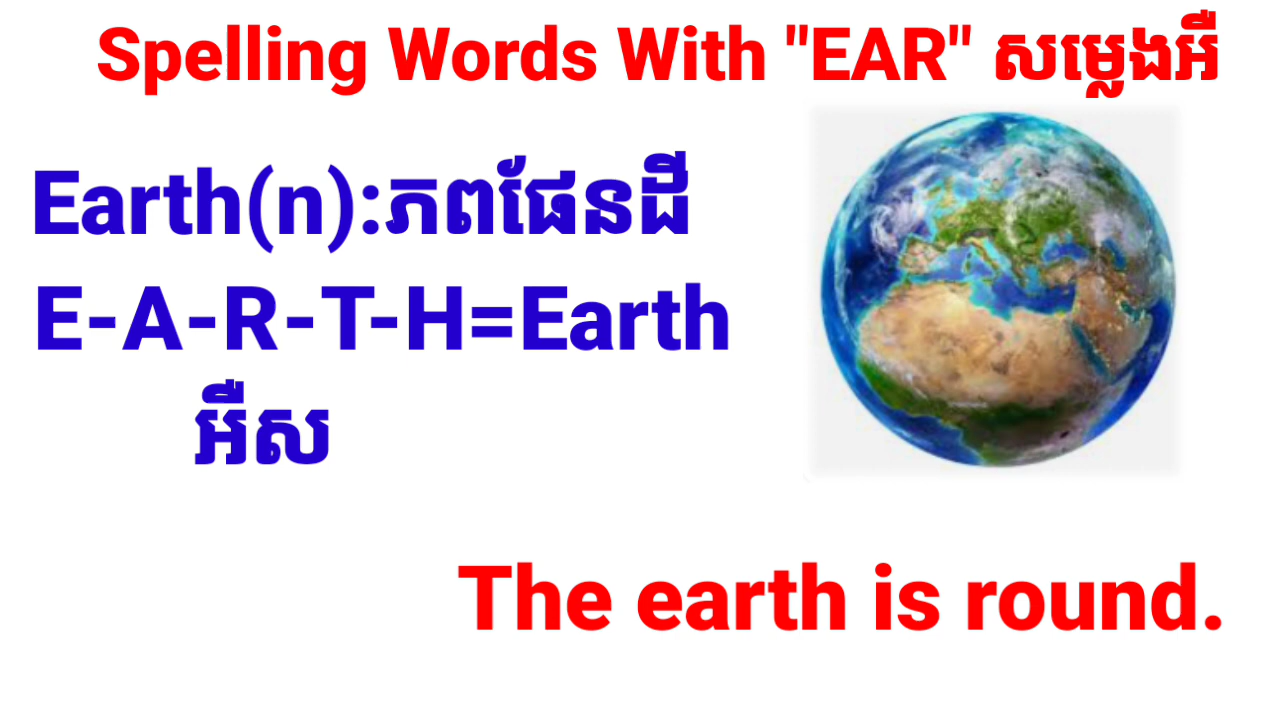 Spelling Words With "EAR" សម្លេងអឺ
Earth(n):ភពផែនដី
E-A-R-T-H=Earth
អឺស
The earth is round.